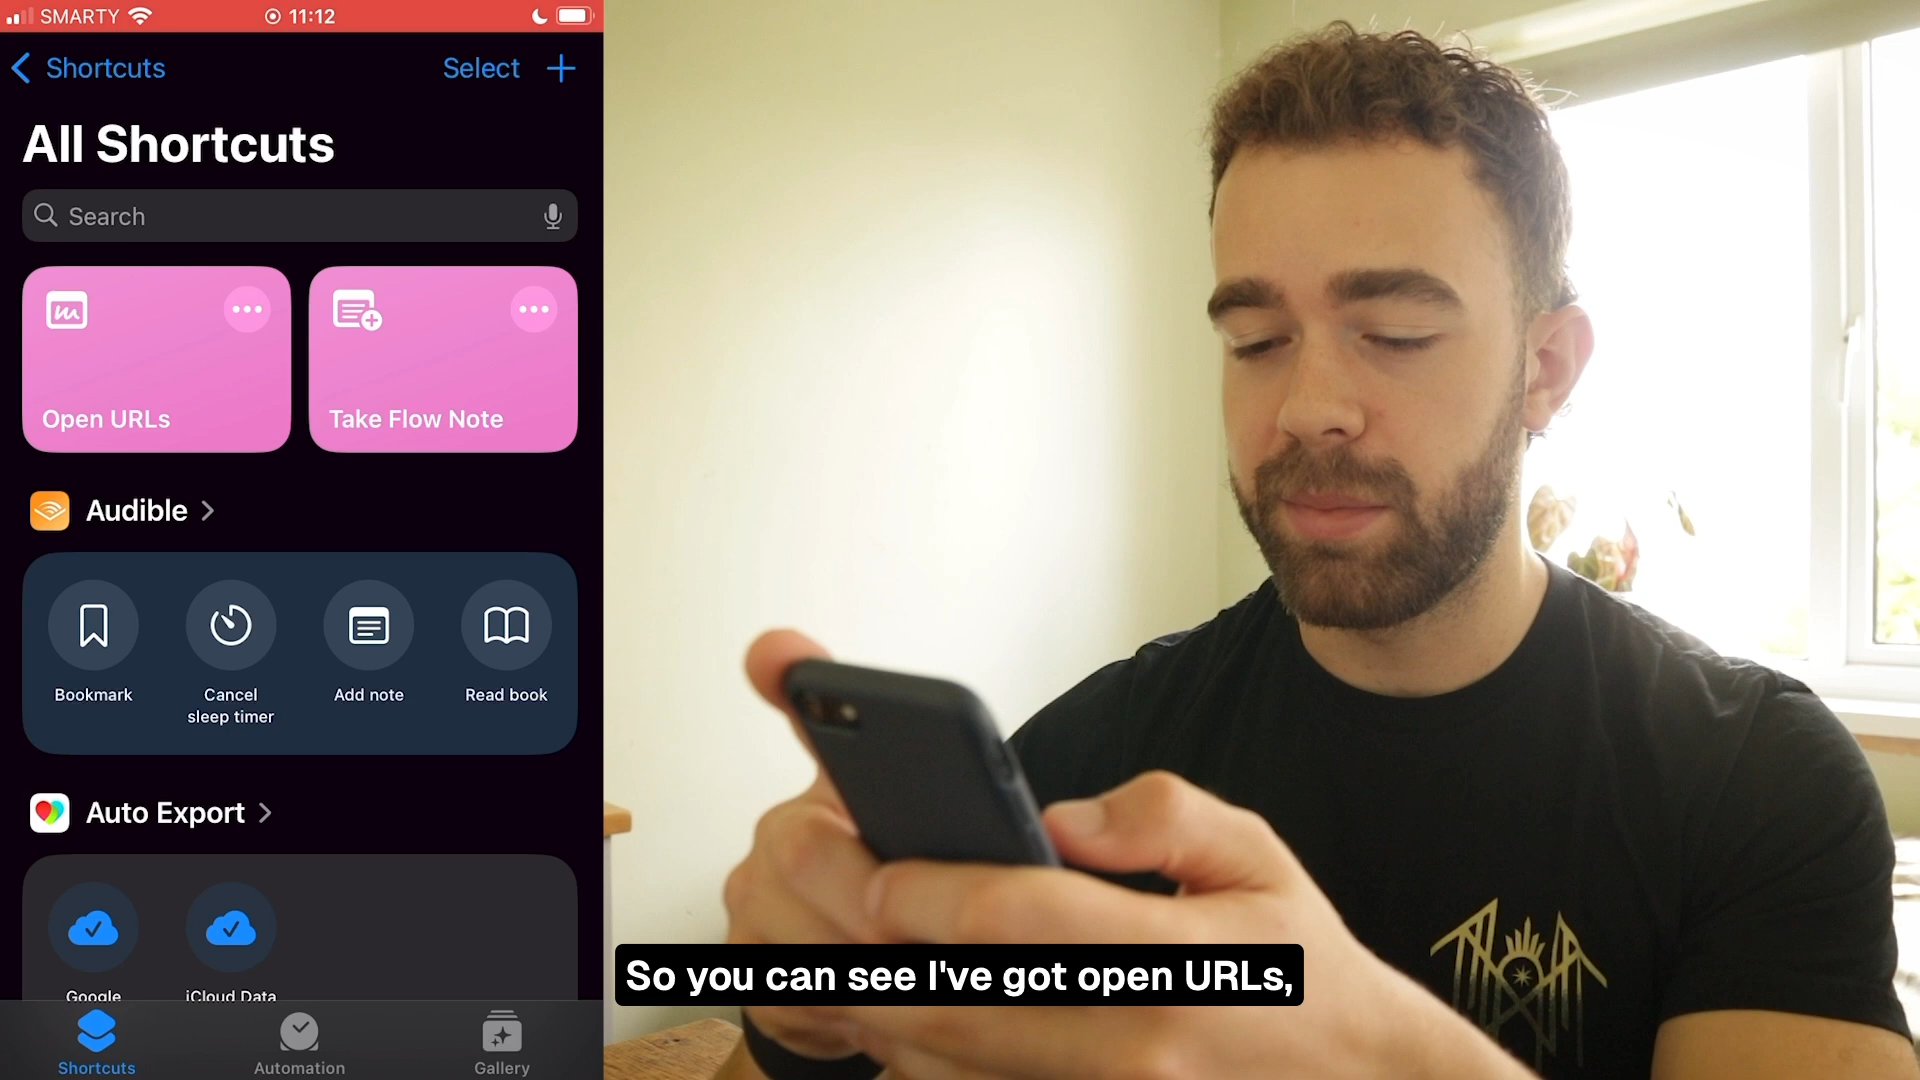 SMARTY 11:12
Shortcuts Select
All Shortcuts
Search
Open URLs Take Flow Note
Audible
Bookmark Cancel sleep timer Add note Read book
Auto Export
Google iCloud Data
Shortcuts Automation Gallery
So you can see I've got open URLs,